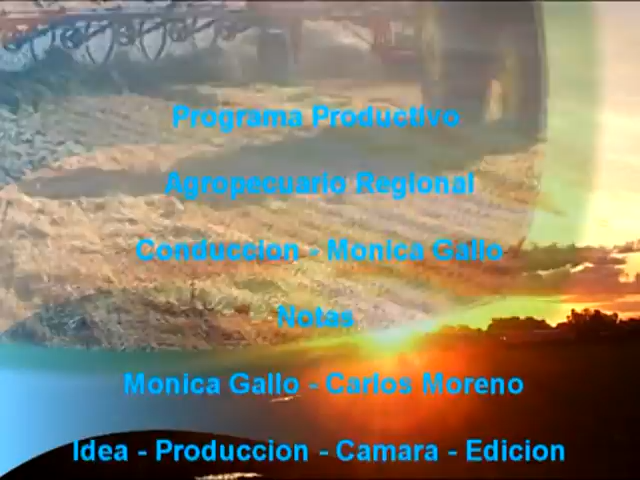 Programa Productivo
Agropecuario Regional
Conduccion - Monica Gallo
Notas
Monica Gallo - Carlos Moreno
Idea - Produccion - Camara - Edicion